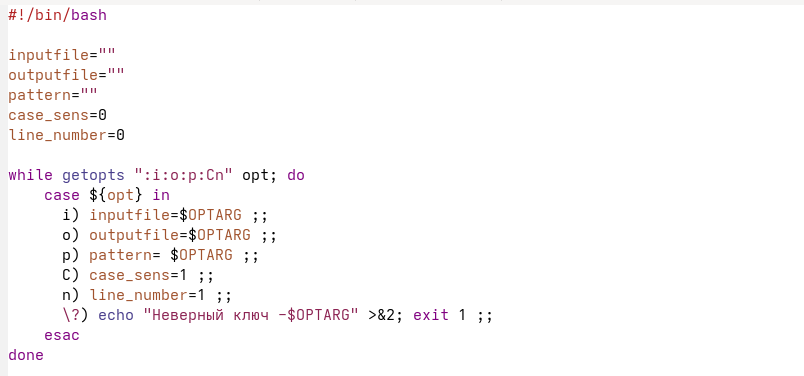 #!/bin/bash

inputfile=""
outputfile=""
pattern=""
case_sens=0
line_number=0

while getopts ":i:o:p:Cn" opt; do
    case ${opt} in
      i) inputfile=$OPTARG ;;
      o) outputfile=$OPTARG ;;
      p) pattern= $OPTARG ;;
      C) case_sens=1 ;;
      n) line_number=1 ;;
      \?) echo "Неверный ключ -$OPTARG" >&2; exit 1 ;;
    esac
done